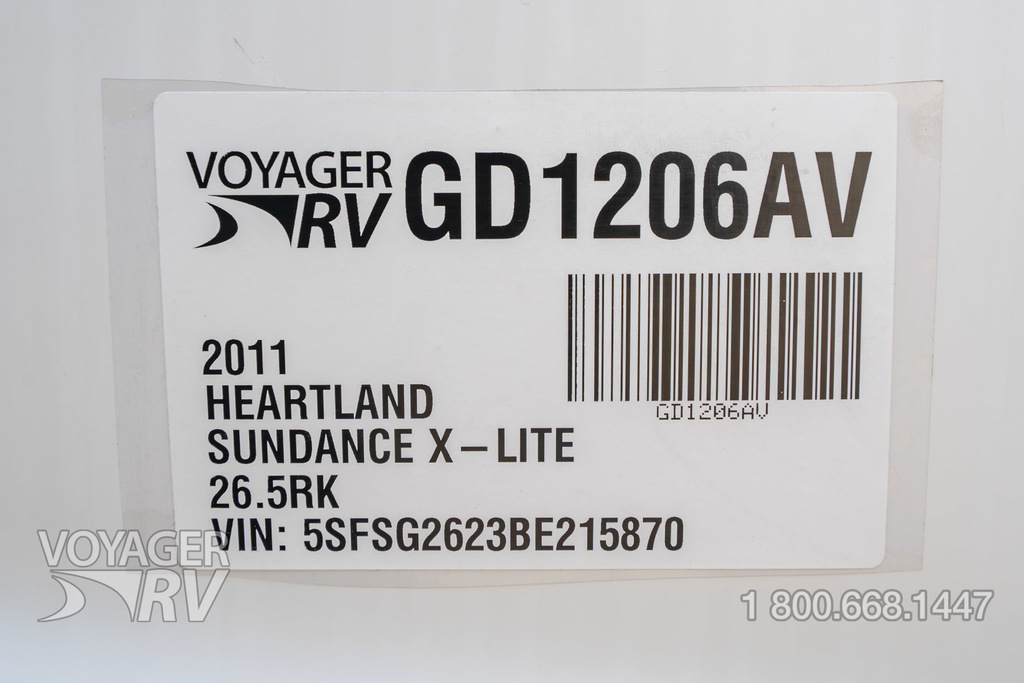 VOYAGER
RV
GD1206AV
GD1206AV
2011
HEARTLAND
SUNDANCE X–LITE
26.5RK
VIN: 5SFSG2623BE215870
VOYAGER
RV
1 800.668.1447